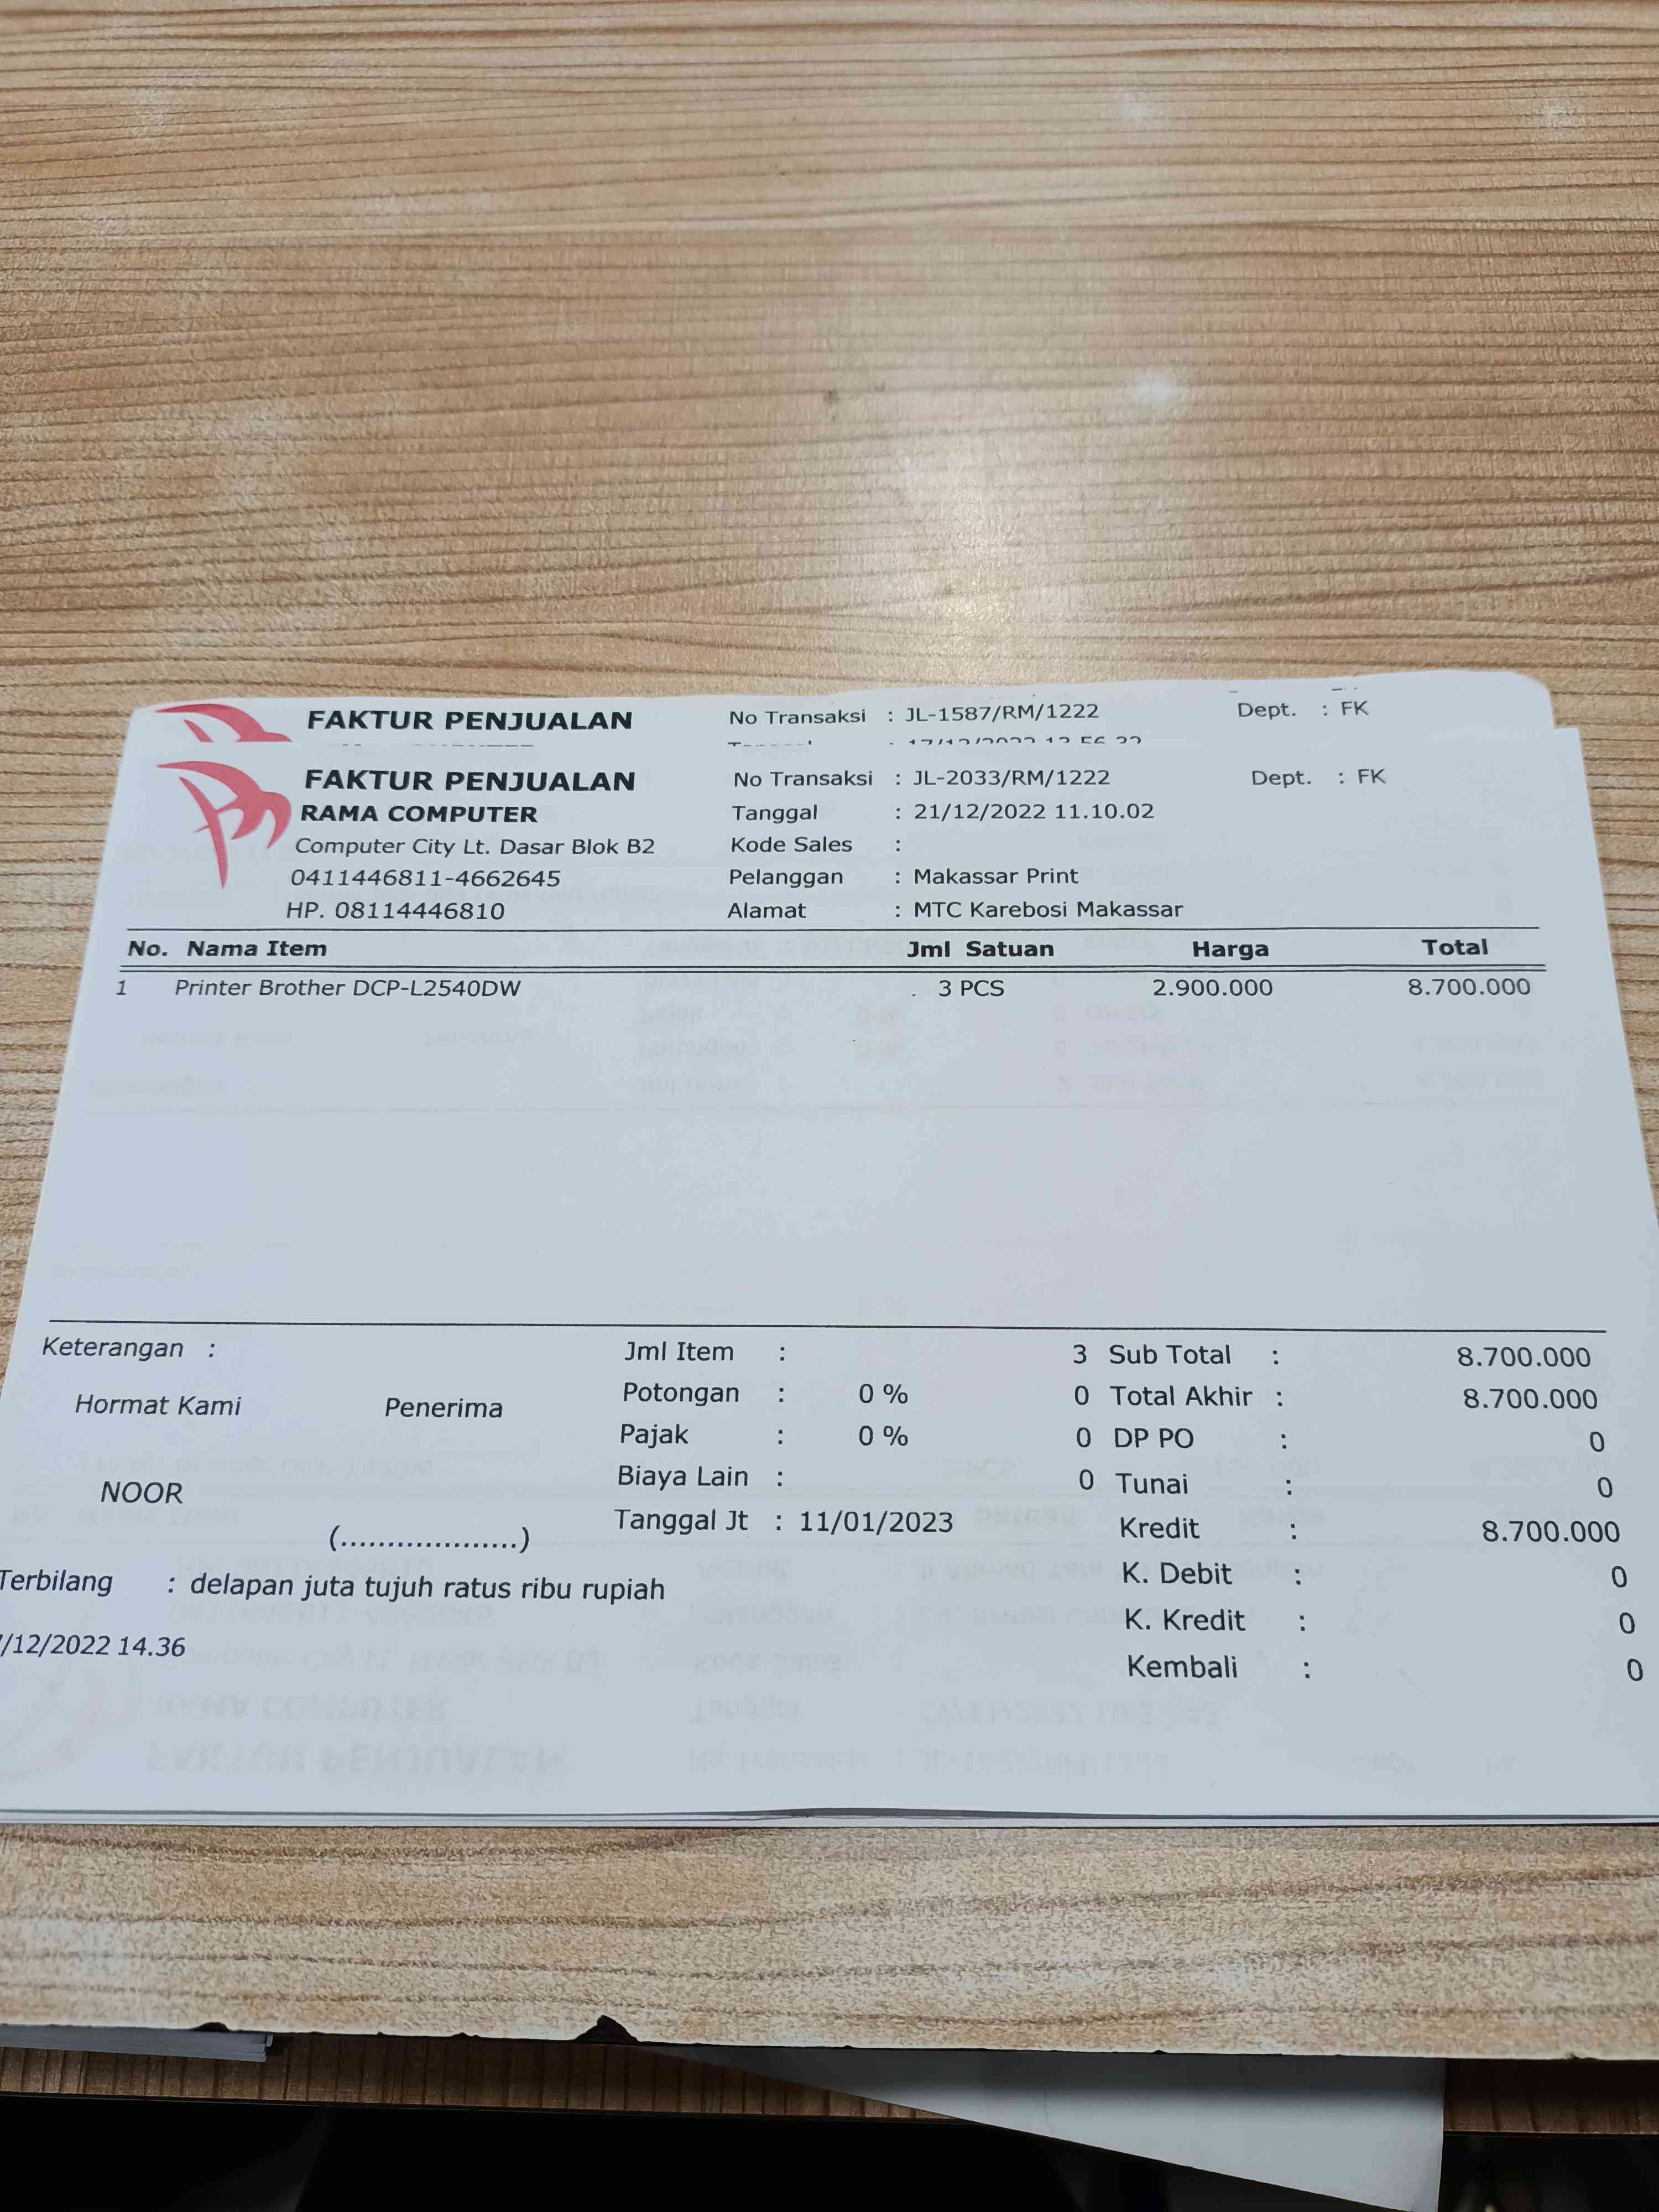 FAKTUR PENJUALAN No Transaksi : JL-1587/RM/1222 Dept. : FK
FAKTUR PENJUALAN No Transaksi : JL-2033/RM/1222 Dept. : FK
RAMA COMPUTER Tanggal : 21/12/2022 11.10.02
Computer City Lt. Dasar Blok B2 Kode Sales :
0411446811-4662645 Pelanggan : Makassar Print
HP. 08114446810 Alamat : MTC Karebosi Makassar
No. Nama Item Jml Satuan Harga Total
1 Printer Brother DCP-L2540DW 3 PCS 2.900.000 8.700.000
Keterangan : Jml Item : 3 Sub Total : 8.700.000
Hormat Kami Penerima Potongan : 0 % 0 Total Akhir : 8.700.000
Pajak : 0 % 0 DP PO : 0
NOOR Biaya Lain : 0 Tunai : 0
(...................) Tanggal Jt : 11/01/2023 Kredit : 8.700.000
K. Debit : 0
Terbilang : delapan juta tujuh ratus ribu rupiah K. Kredit : 0
/12/2022 14.36 Kembali : 0